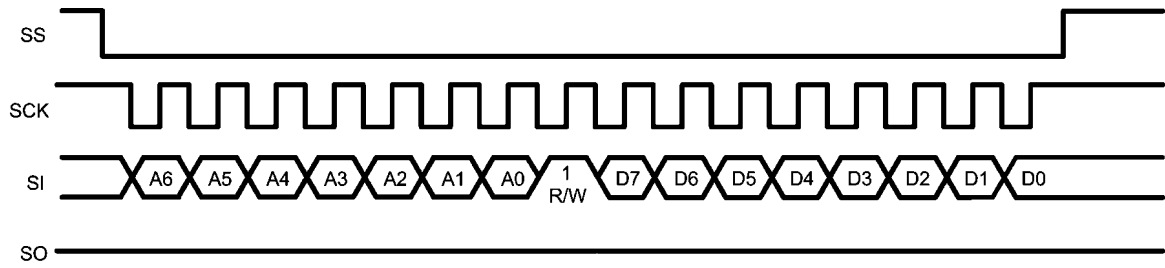 SS
SCK
SI A6 A5 A4 A3 A2 A1 A0 1 R/W D7 D6 D5 D4 D3 D2 D1 D0
SO